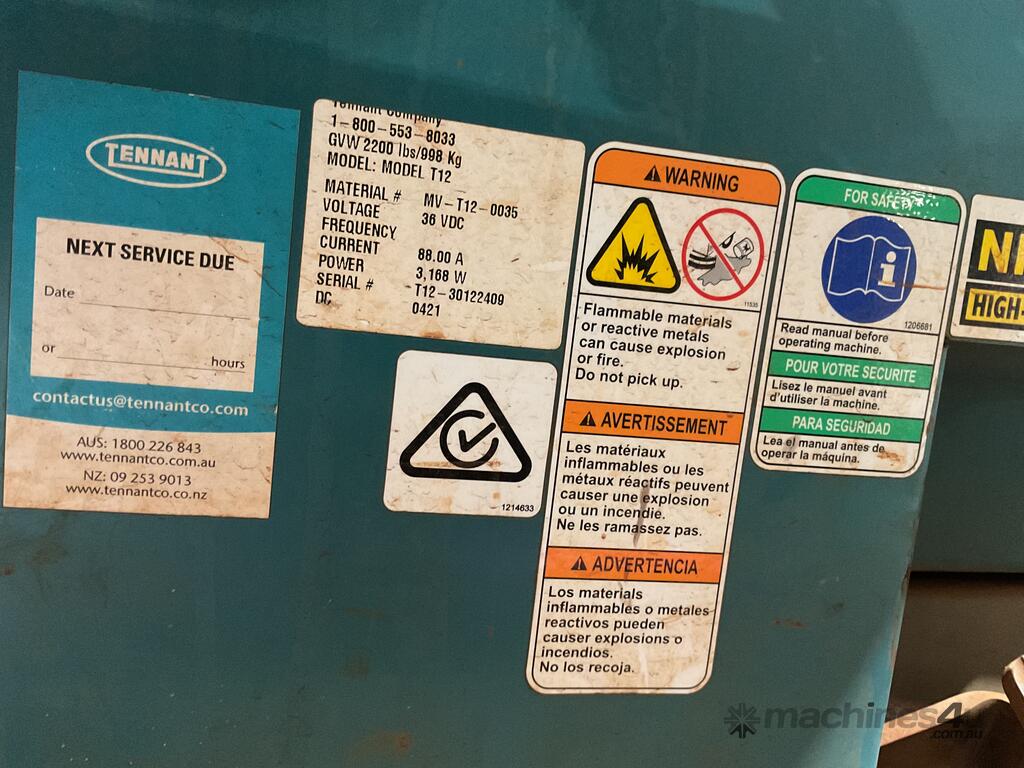 TENNANT
NEXT SERVICE DUE
Date
or hours
contactus@tennantco.com
AUS: 1800 226 843
www.tennantco.com.au
NZ: 09 253 9013
www.tennantco.co.nz
Tennant Company
1-800-553-8033
GVW 2200 lbs/998 Kg
MODEL: MODEL T12
MATERIAL # MV-T12-0035
VOLTAGE 36 VDC
FREQUENCY
CURRENT 88.00 A
POWER 3,168 W
SERIAL # T12-30122409
DC 0421
1214633
WARNING
11535
Flammable materials
or reactive metals
can cause explosion
or fire.
Do not pick up.
AVERTISSEMENT
Les matériaux
inflammables ou les
métaux réactifs peuvent
causer une explosion
ou un incendie.
Ne les ramassez pas.
ADVERTENCIA
Los materials
inflammables o metales
reactivos pueden
causer explosions o
incendios.
No los recoja.
FOR SAFETY
1206681
Read manual before
operating machine.
POUR VOTRE SECURITE
Lisez le manuel avant
d'utiliser la machine.
PARA SEGURIDAD
Lea el manual antes de
operar la máquina.
HIGH-
machines4u
.com.au